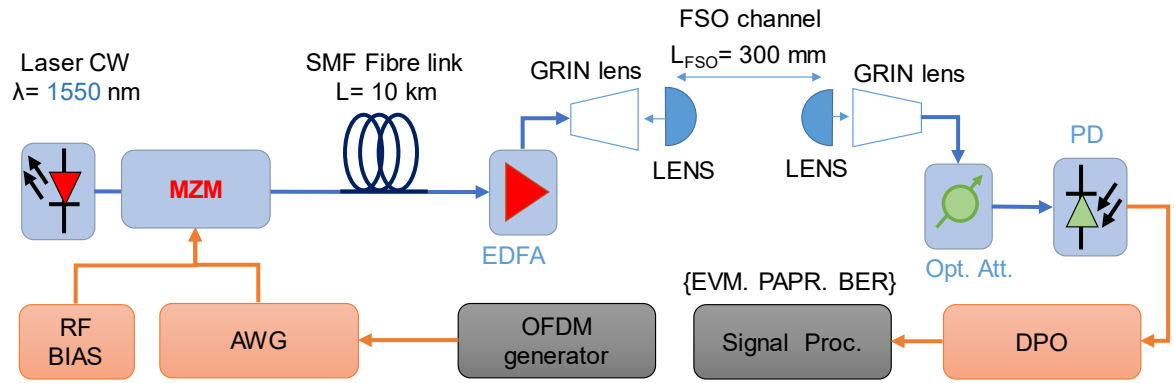 Laser CW
λ= 1550 nm
SMF Fibre link
L= 10 km
FSO channel
LFSO= 300 mm
GRIN lens
GRIN lens
LENS
LENS
PD
MZM
EDFA
Opt. Att.
{EVM. PAPR. BER}
RF
BIAS
AWG
OFDM
generator
Signal Proc.
DPO